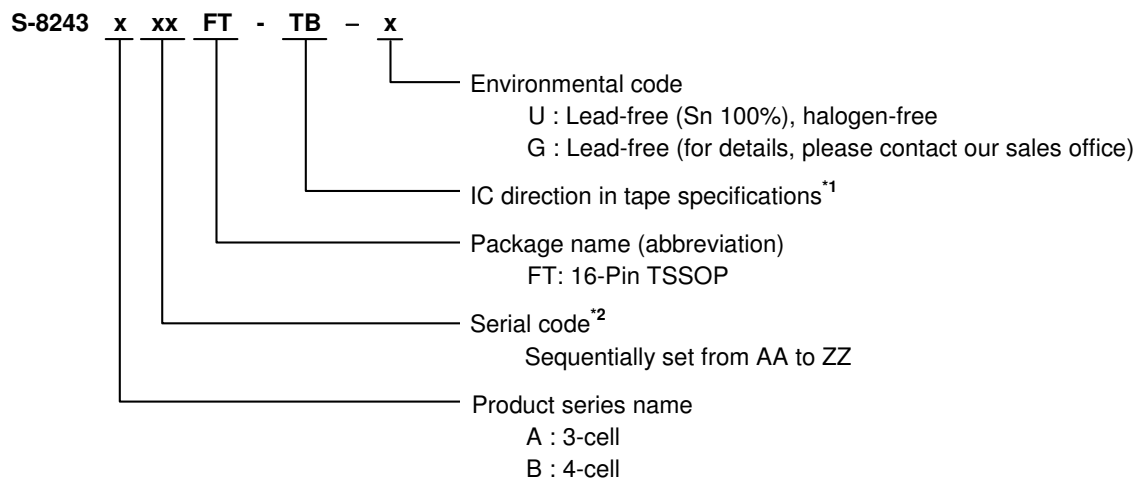 S-8243 x xx FT - TB – x
Environmental code
U : Lead-free (Sn 100%), halogen-free
G : Lead-free (for details, please contact our sales office)
IC direction in tape specifications*1
Package name (abbreviation)
FT: 16-Pin TSSOP
Serial code*2
Sequentially set from AA to ZZ
Product series name
A : 3-cell
B : 4-cell